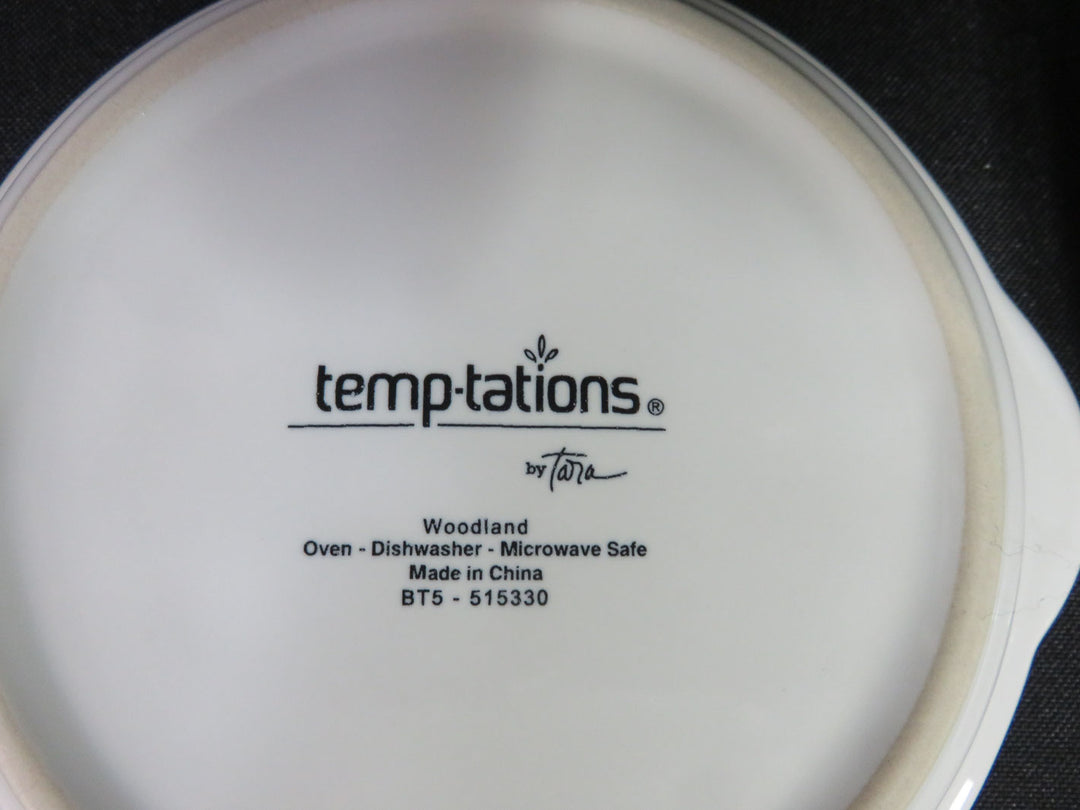 temp-tations®
by Tara
Woodland
Oven - Dishwasher - Microwave Safe
Made in China
BT5 - 515330